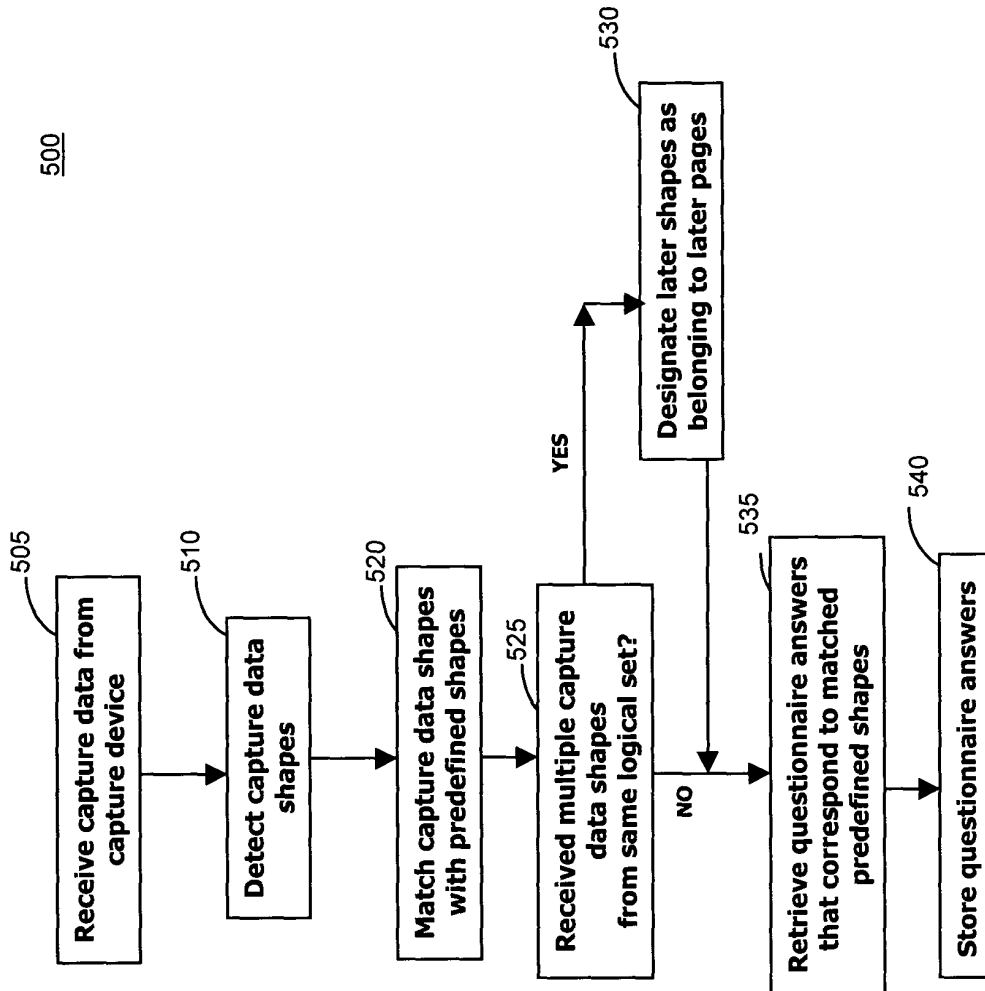 500
505
Receive capture data from
capture device
510
Detect capture data
shapes
520
Match capture data shapes
with predefined shapes
525
Received multiple capture
data shapes
from same logical set?
YES
530
Designate later shapes as
belonging to later pages
NO
535
Retrieve questionnaire answers
that correspond to matched
predefined shapes
540
Store questionnaire answers